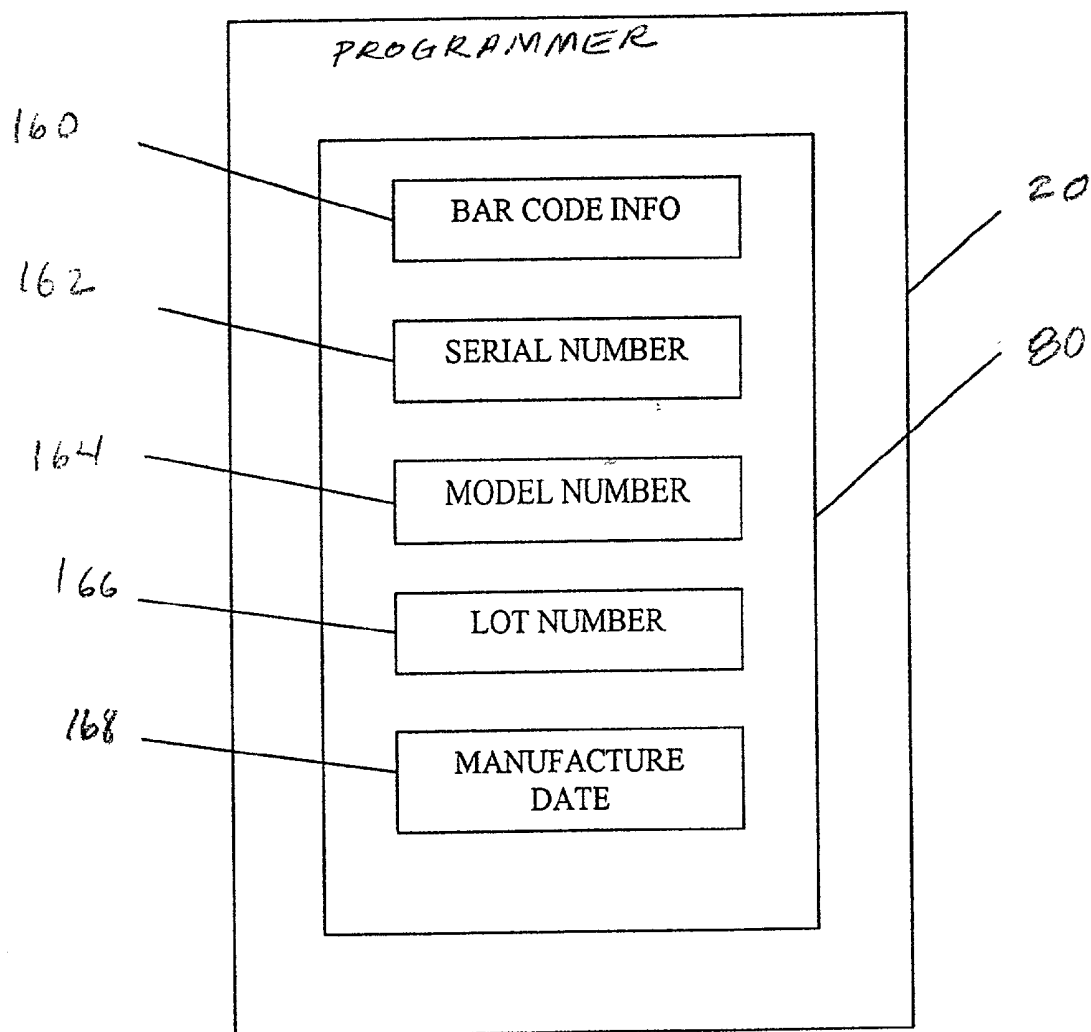 PROGRAMMER
160
BAR CODE INFO
20
162
SERIAL NUMBER
80
164
MODEL NUMBER
166
LOT NUMBER
168
MANUFACTURE
DATE